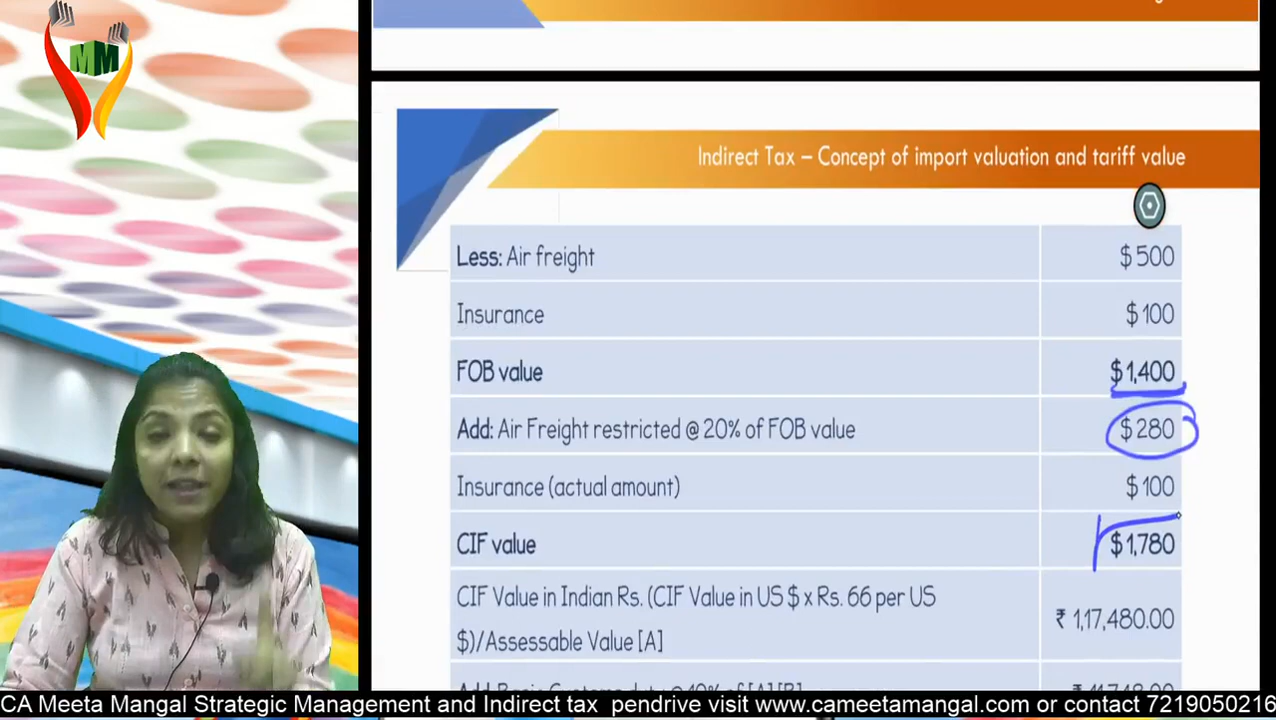 MM
Indirect Tax – Concept of import valuation and tariff value
Less: Air freight $ 500
Insurance $ 100
FOB value $ 1,400
Add: Air Freight restricted @ 20% of FOB value $ 280
Insurance (actual amount) $ 100
CIF value $ 1,780
CIF Value in Indian Rs. (CIF Value in US $ x Rs. 66 per US
$)/Assessable Value [A] ₹ 1,17,480.00
CA Meeta Mangal Strategic Management and Indirect tax pendrive visit www.cameetamangal.com or contact 7219050216